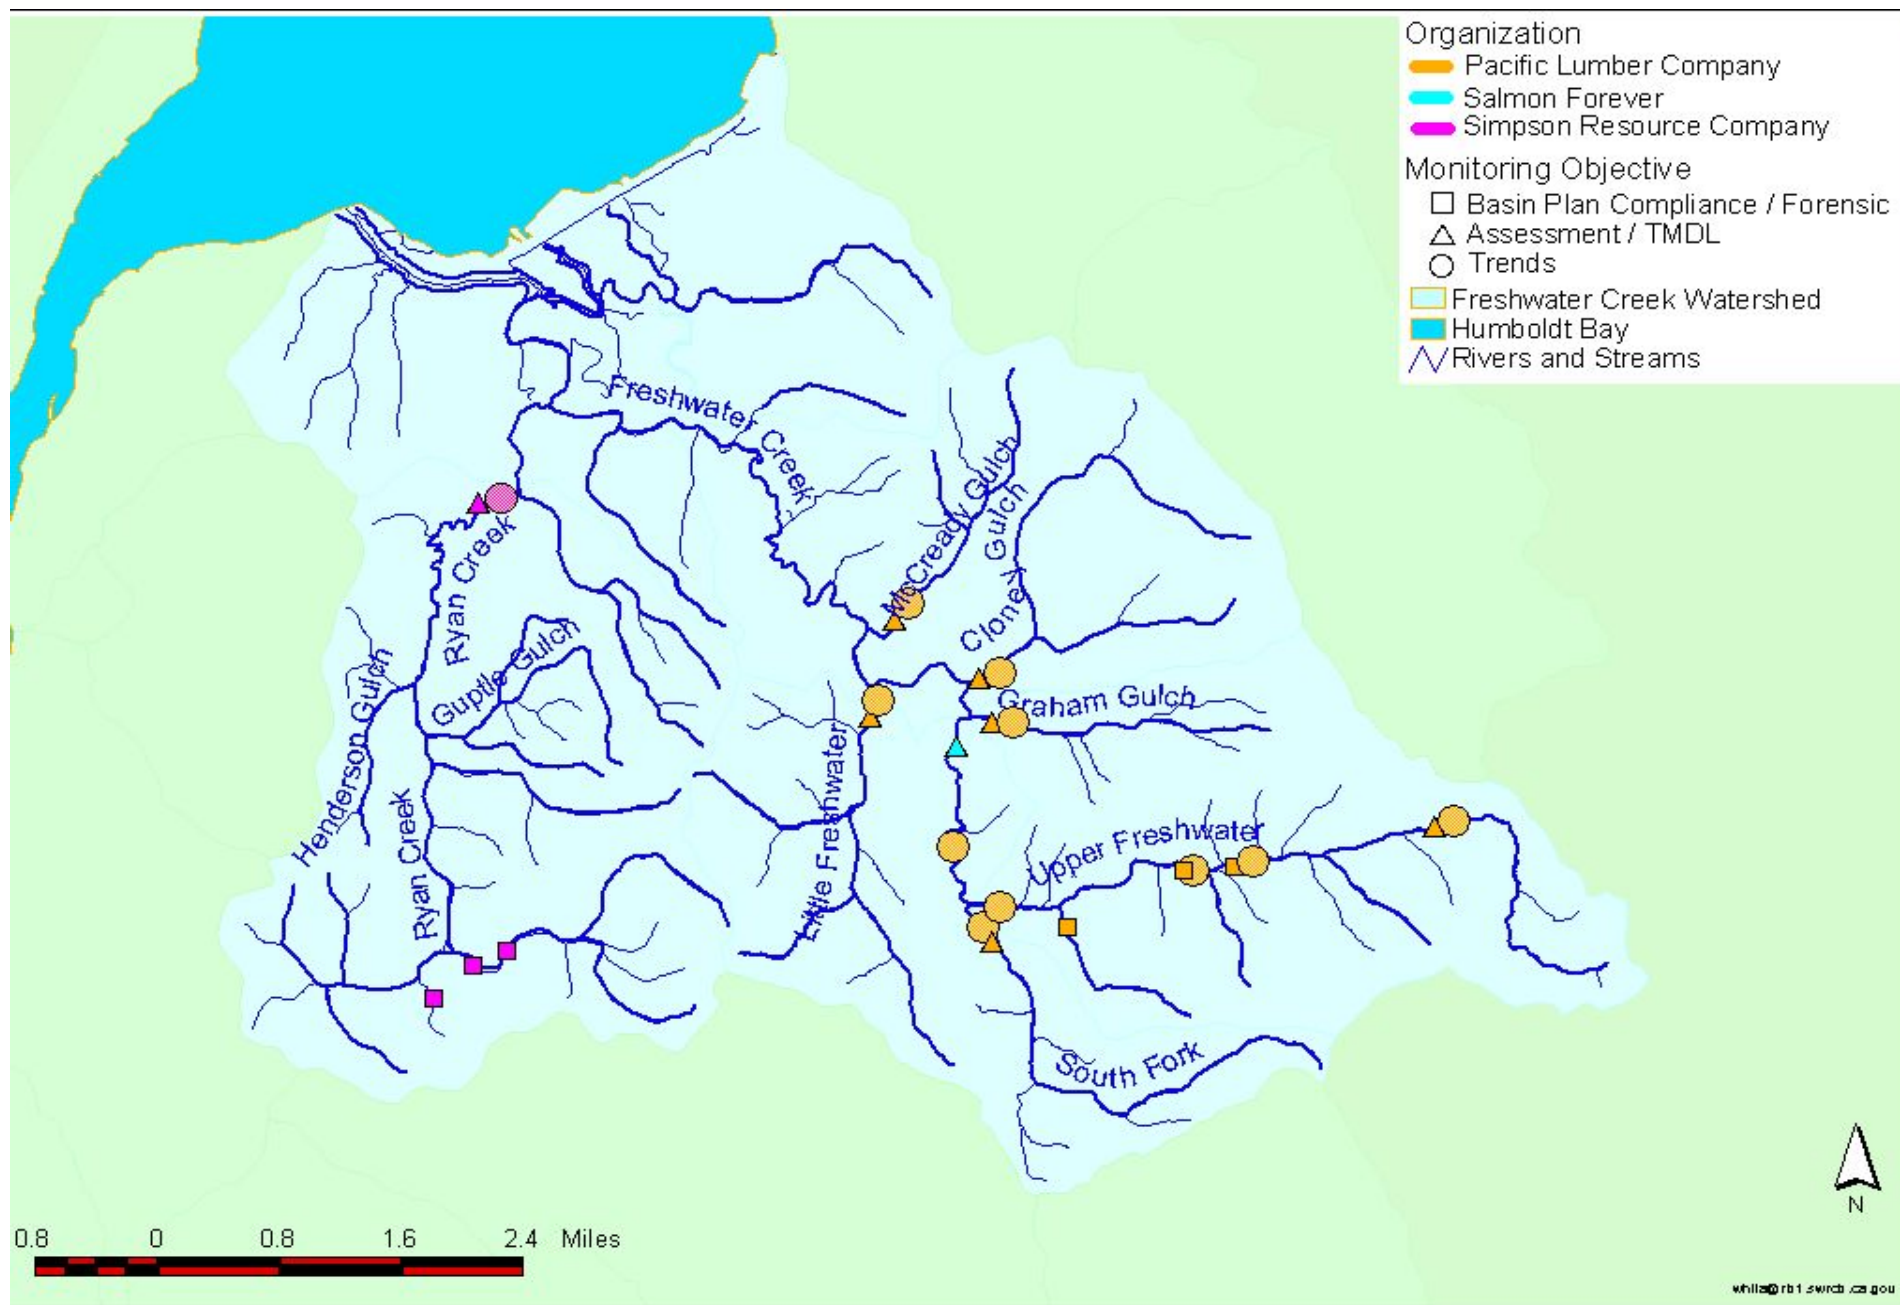 Organization
Pacific Lumber Company
Salmon Forever
Simpson Resource Company
Monitoring Objective
Basin Plan Compliance / Forensic
Assessment / TMDL
Trends
Freshwater Creek Watershed
Humboldt Bay
Rivers and Streams
Freshwater Creek
McCready Gulch
Cloney Gulch
Ryan Creek
Guptle Gulch
Graham Gulch
Henderson Gulch
Little Freshwater
Ryan Creek
Upper Freshwater
South Fork
N
0.8 0 0.8 1.6 2.4 Miles